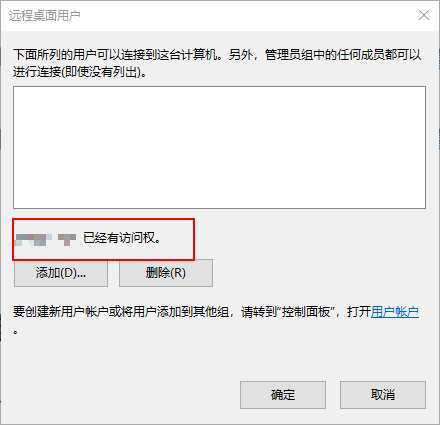 远程桌面用户
下面所列的用户可以连接到这台计算机。另外，管理员组中的任何成员都可以
进行连接(即使没有列出)。
已经有访问权。
添加(D)... 删除(R)
要创建新用户帐户或将用户添加到其他组，请转到“控制面板”，打开用户帐户
。
确定 取消